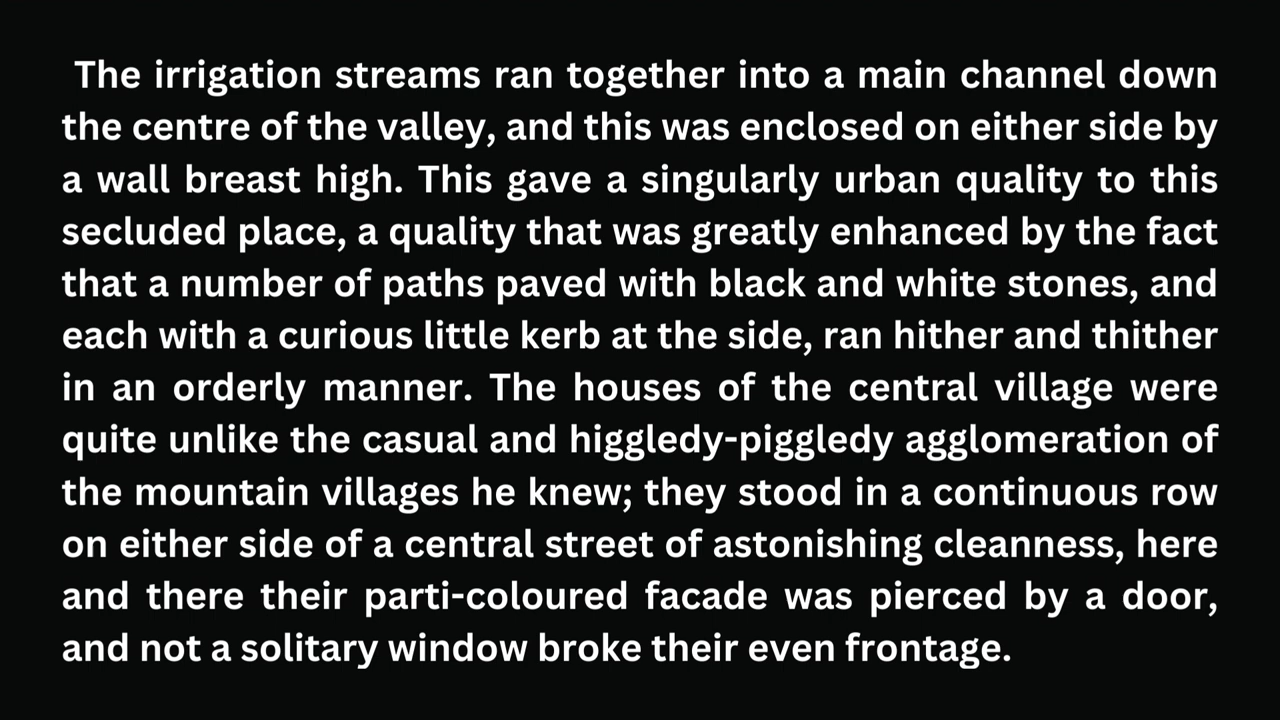 The irrigation streams ran together into a main channel down
the centre of the valley, and this was enclosed on either side by
a wall breast high. This gave a singularly urban quality to this
secluded place, a quality that was greatly enhanced by the fact
that a number of paths paved with black and white stones, and
each with a curious little kerb at the side, ran hither and thither
in an orderly manner. The houses of the central village were
quite unlike the casual and higgledy-piggledy agglomeration of
the mountain villages he knew; they stood in a continuous row
on either side of a central street of astonishing cleanness, here
and there their parti-coloured facade was pierced by a door,
and not a solitary window broke their even frontage.